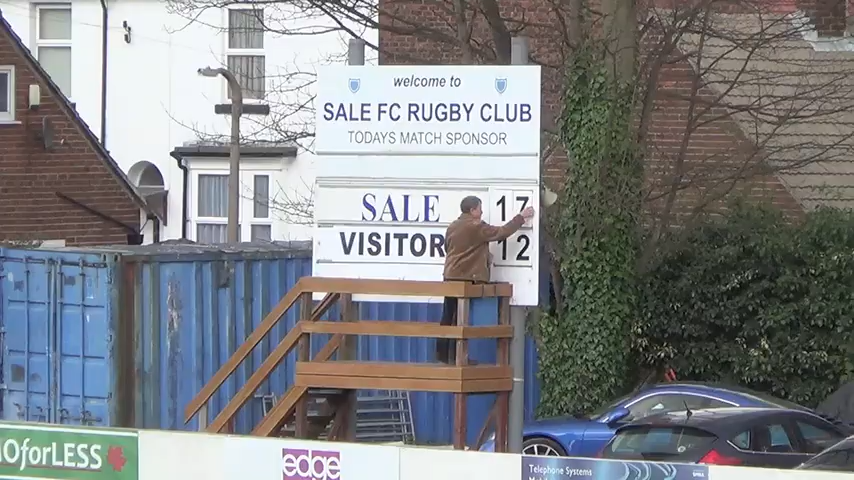 welcome to
SALE FC RUGBY CLUB
TODAYS MATCH SPONSOR
SALE 17
VISITOR 12
OforLESS
edge
Telephone Systems